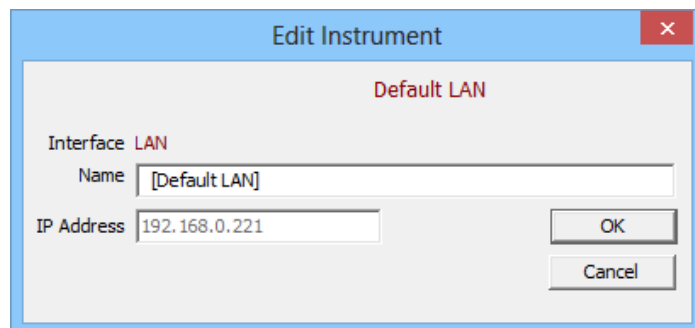 Edit Instrument
×
Default LAN
Interface LAN
Name [Default LAN]
IP Address 192.168.0.221
OK
Cancel